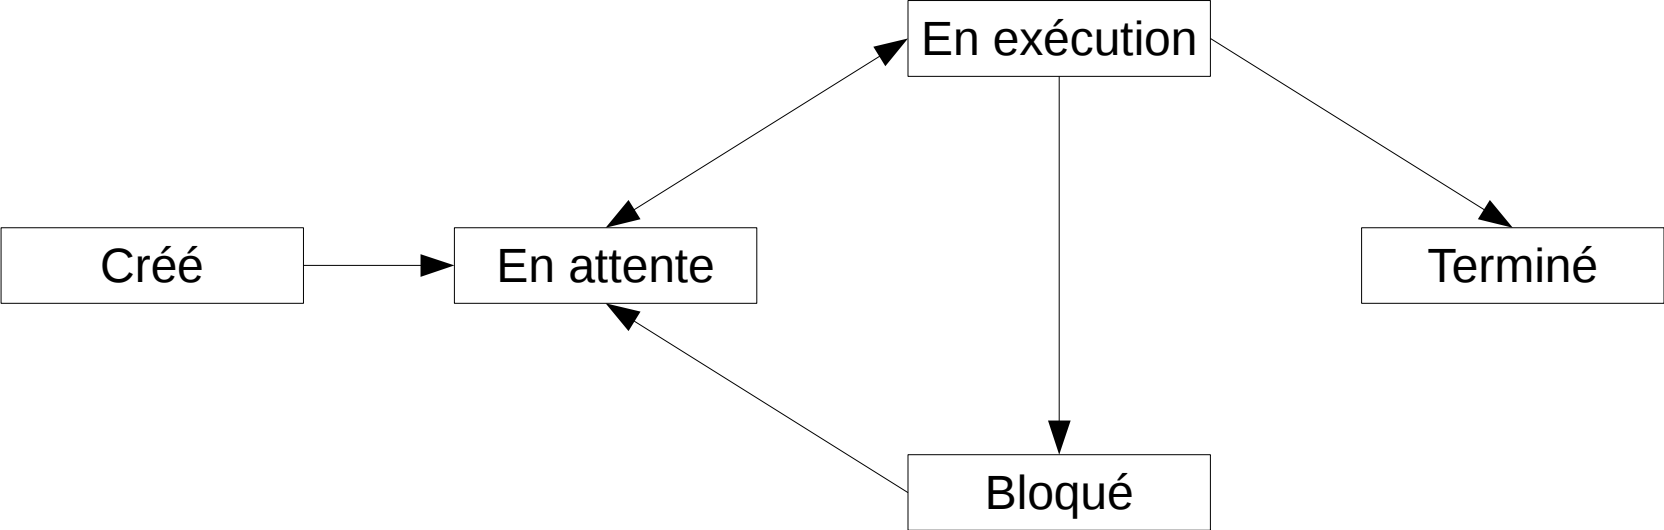 En exécution
Créé
En attente
Terminé
Bloqué